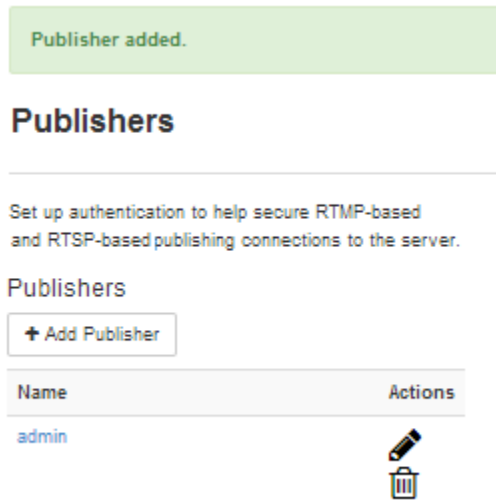 Publisher added.
Publishers
Set up authentication to help secure RTMP-based
and RTSP-based publishing connections to the server.
Publishers
+ Add Publisher
Name Actions
admin